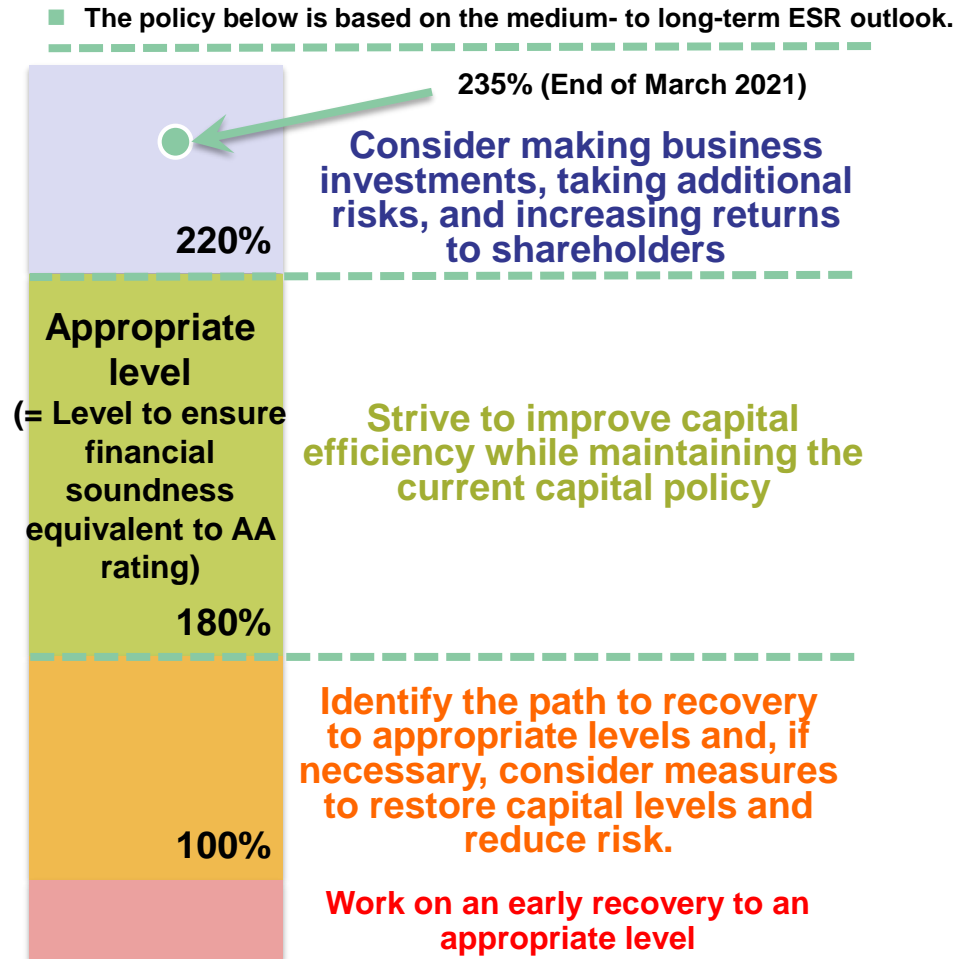 The policy below is based on the medium- to long-term ESR outlook.
235% (End of March 2021)
Consider making business
investments, taking additional
risks, and increasing returns
to shareholders
220%
Appropriate
level
(= Level to ensure
financial
soundness
equivalent to AA
rating)
Strive to improve capital
efficiency while maintaining the
current capital policy
180%
Identify the path to recovery
to appropriate levels and, if
necessary, consider measures
to restore capital levels and
reduce risk.
100%
Work on an early recovery to an
appropriate level